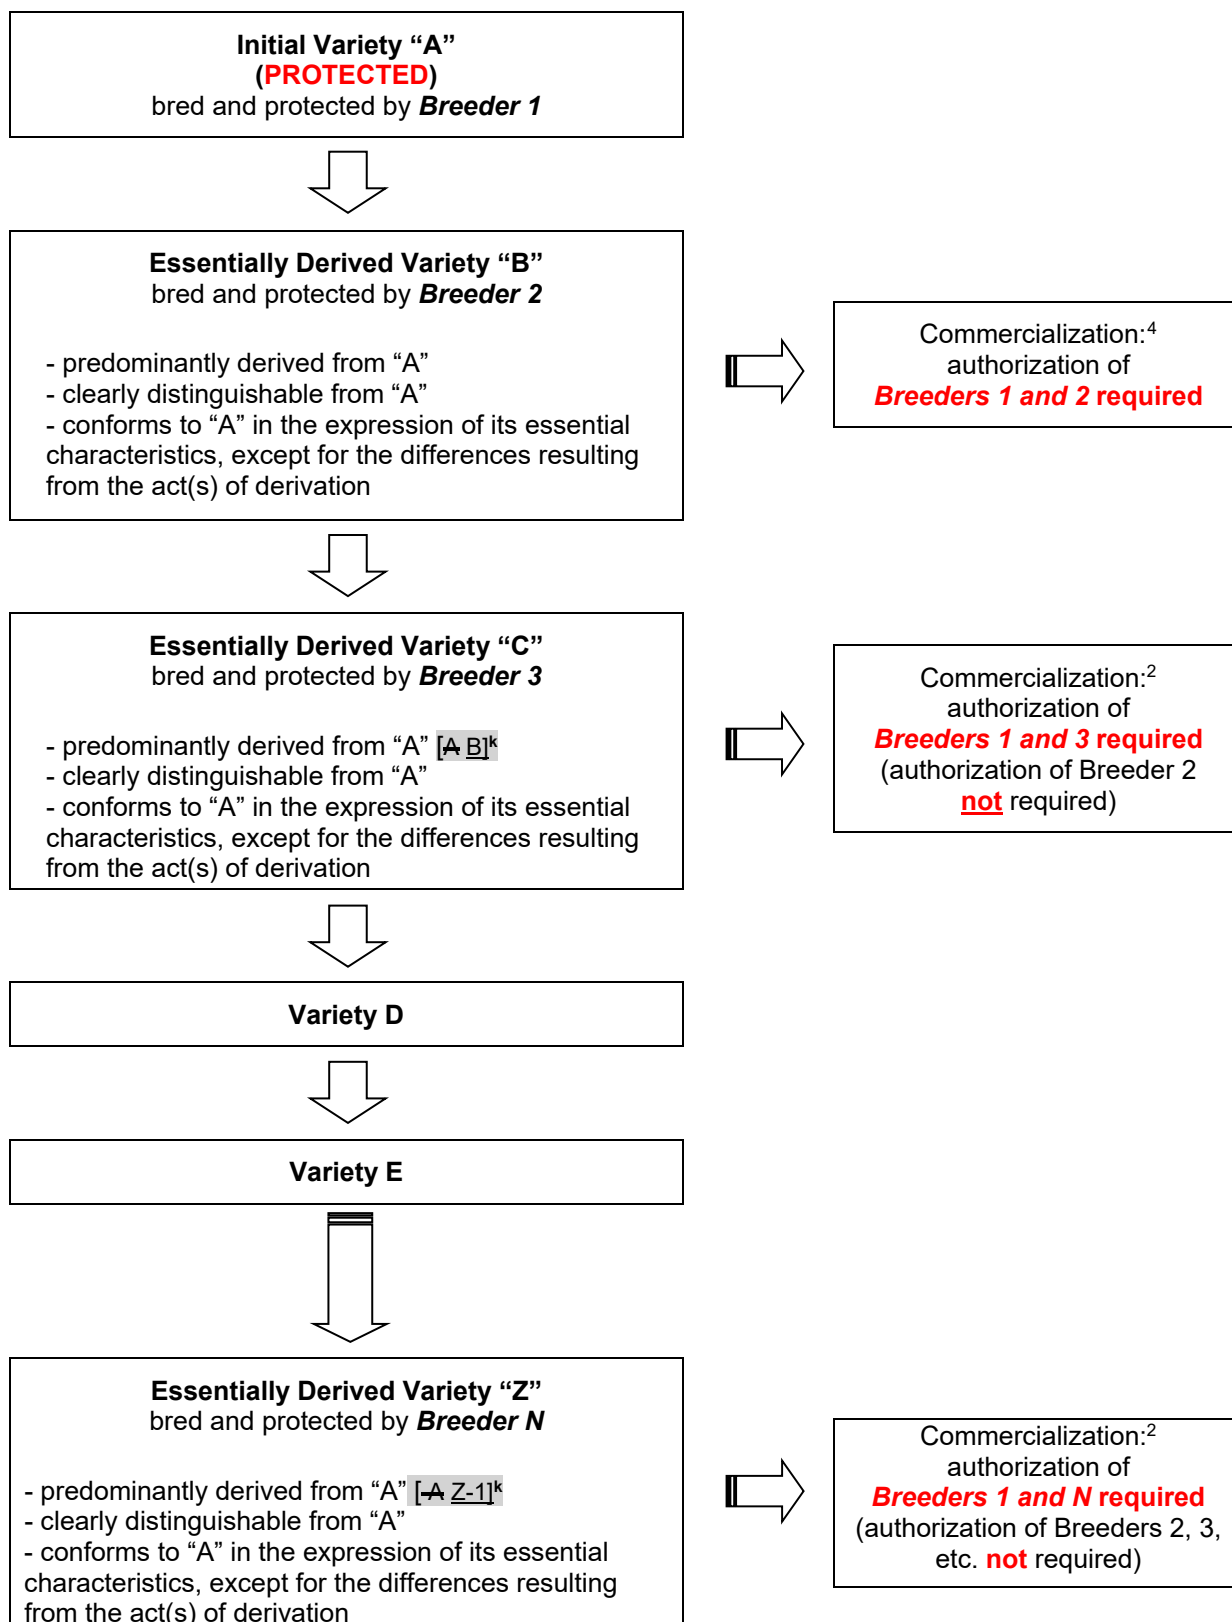 Initial Variety “A”
(PROTECTED)
bred and protected by Breeder 1
Essentially Derived Variety “B”
bred and protected by Breeder 2
- predominantly derived from “A”
- clearly distinguishable from “A”
- conforms to “A” in the expression of its essential
characteristics, except for the differences resulting
from the act(s) of derivation
Commercialization:4
authorization of
Breeders 1 and 2 required
Essentially Derived Variety “C”
bred and protected by Breeder 3
- predominantly derived from “A” [A B]k
- clearly distinguishable from “A”
- conforms to “A” in the expression of its essential
characteristics, except for the differences resulting
from the act(s) of derivation
Commercialization:2
authorization of
Breeders 1 and 3 required
(authorization of Breeder 2
not required)
Variety D
Variety E
Essentially Derived Variety “Z”
bred and protected by Breeder N
- predominantly derived from “A” [A Z-1]k
- clearly distinguishable from “A”
- conforms to “A” in the expression of its essential
characteristics, except for the differences resulting
from the act(s) of derivation
Commercialization:2
authorization of
Breeders 1 and N required
(authorization of Breeders 2, 3,
etc. not required)